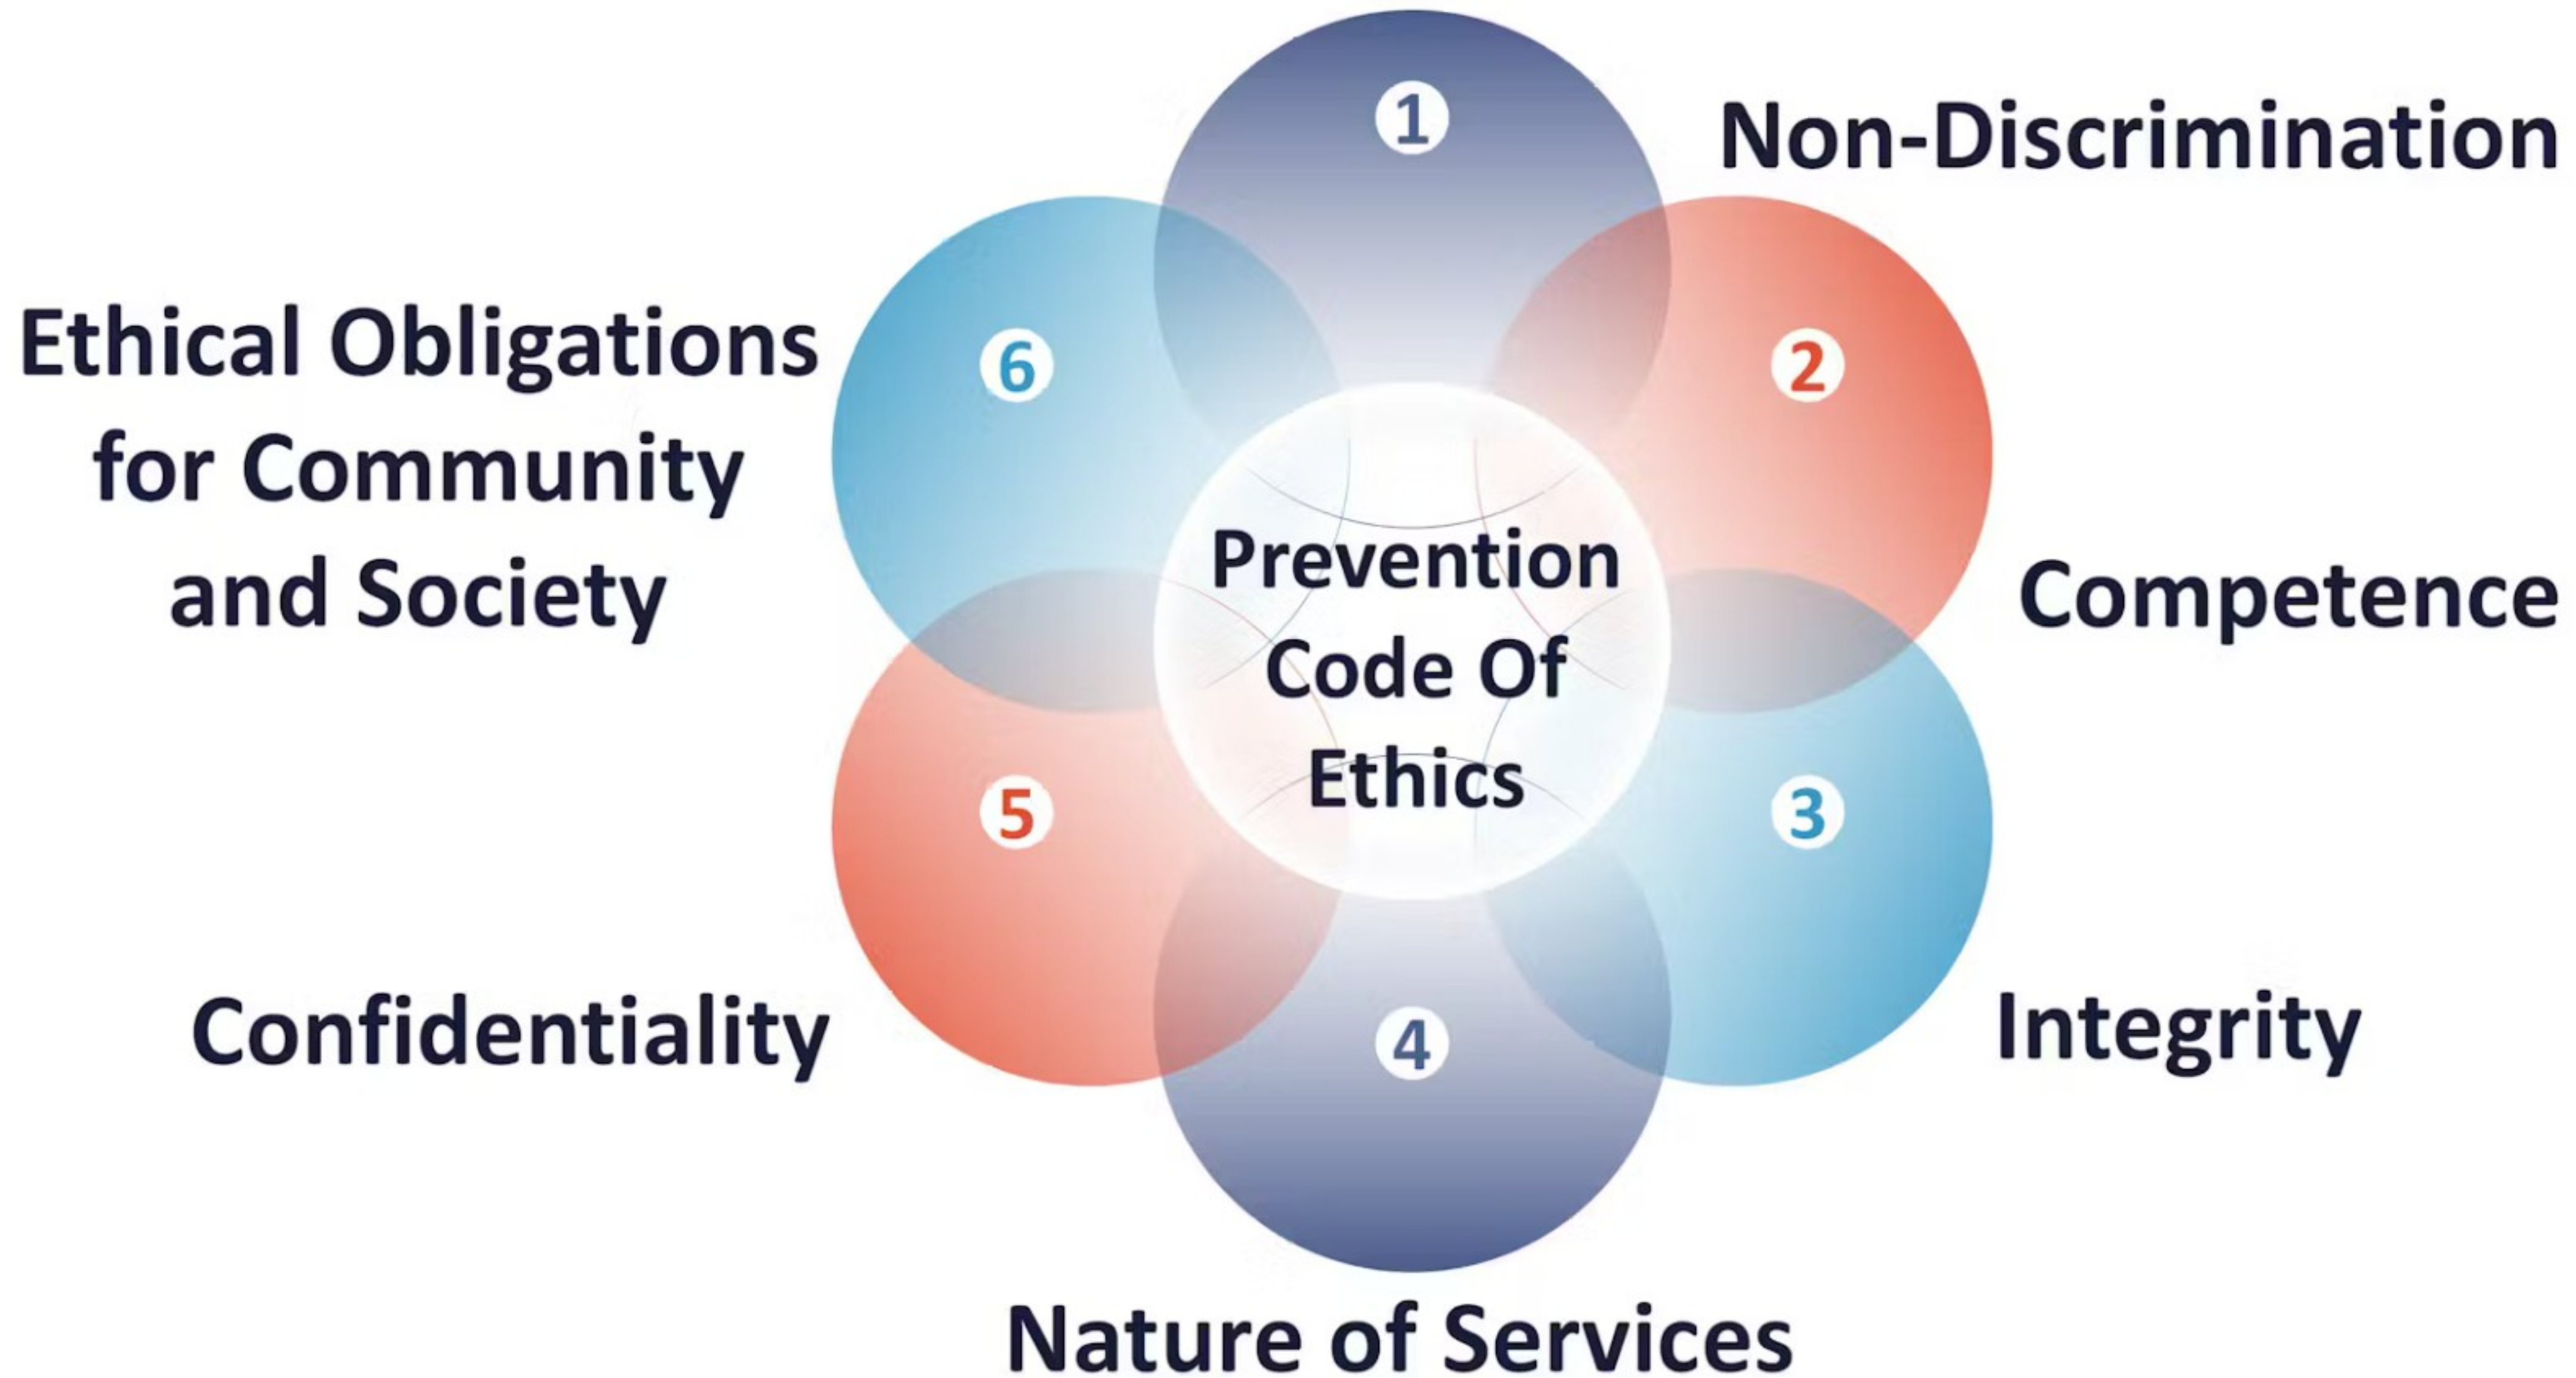 1
Non-Discrimination
2
Competence
3
Integrity
4
Nature of Services
5
Confidentiality
6
Ethical Obligations
for Community
and Society
Prevention
Code Of
Ethics